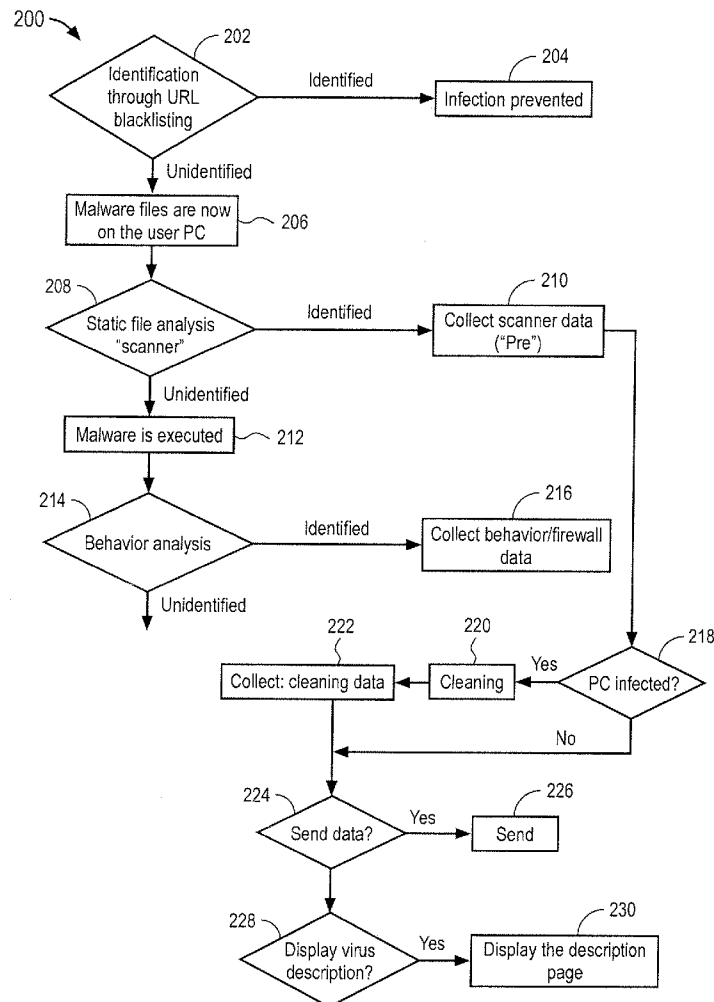 200
202
Identification
through URL
blacklisting
Identified
204
Infection prevented
Unidentified
Malware files are now
on the user PC
206
208
Static file analysis
"scanner"
Identified
210
Collect scanner data
("Pre")
Unidentified
Malware is executed
212
214
Behavior analysis
Identified
216
Collect behavior/firewall
data
Unidentified
218
PC infected?
Yes
220
Cleaning
222
Collect: cleaning data
No
224
Send data?
Yes
226
Send
228
Display virus
description?
Yes
230
Display the description
page